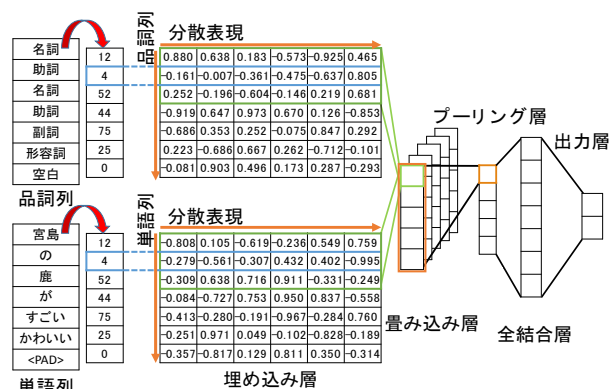 分散表現
品詞列
名詞 12 0.880 0.638 0.183 -0.573 -0.925 0.465
助詞 4 -0.161 -0.007 -0.361 -0.475 -0.637 0.805
名詞 52 0.252 -0.196 -0.604 -0.146 0.219 0.681
助詞 44 -0.919 0.647 0.973 0.670 0.126 -0.853
副詞 75 -0.686 0.353 0.252 -0.075 0.847 0.292
形容詞 25 0.223 -0.686 0.667 0.262 -0.712 -0.101
空白 0 -0.081 0.903 0.496 0.173 0.287 -0.293
品詞列
プーリング層
出力層
分散表現
単語列
宮島 12 -0.808 0.105 -0.619 -0.236 0.549 0.759
の 4 -0.279 -0.561 -0.307 0.432 0.402 -0.995
鹿 52 -0.309 0.638 0.716 0.911 -0.331 -0.249
が 44 -0.084 -0.727 0.753 0.950 0.837 -0.558
すごい 75 -0.413 -0.280 -0.191 -0.967 -0.284 0.760
かわいい 25 -0.251 0.971 0.049 -0.102 -0.828 -0.189
<PAD> 0 -0.357 -0.817 0.129 0.811 0.350 -0.314
単語列
埋め込み層
畳み込み層
全結合層